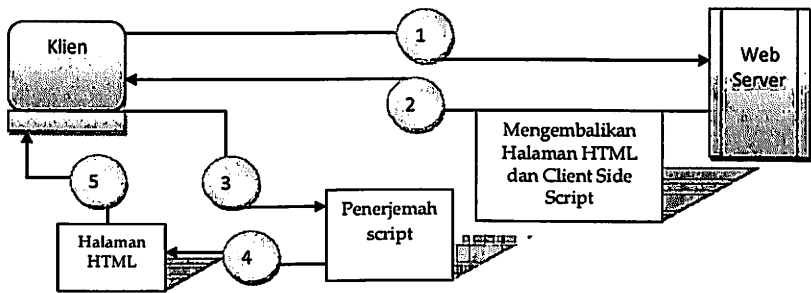 Klien
1
Web
Server
2
Mengembalikan
Halaman HTML
dan Client Side
Script
5
3
Penerjemah
script
Halaman
HTML
4